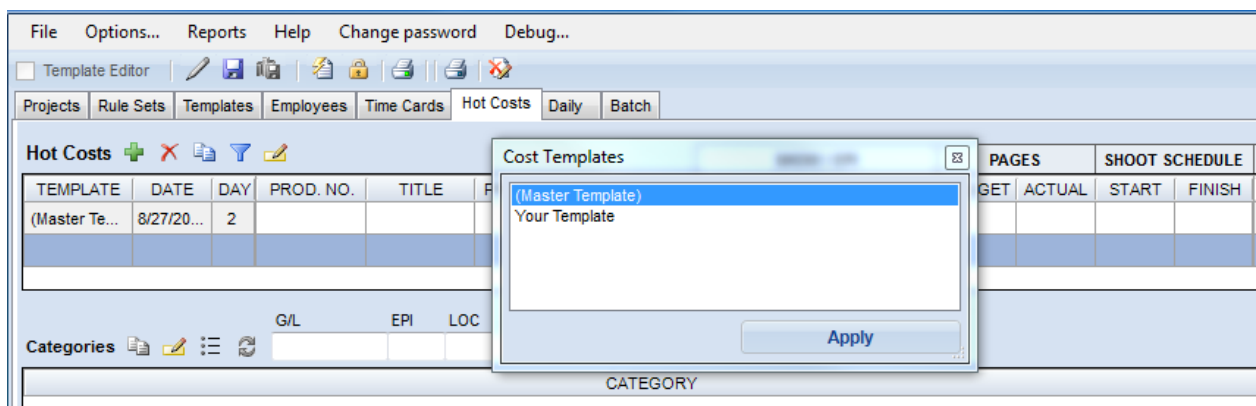 File Options... Reports Help Change password Debug...
Template Editor
Projects Rule Sets Templates Employees Time Cards Hot Costs Daily Batch
Hot Costs
Cost Templates
PAGES SHOOT SCHEDULE
TEMPLATE DATE DAY PROD. NO. TITLE P GET ACTUAL START FINISH
(Master Te... 8/27/20... 2
(Master Template)
Your Template
Apply
G/L EPI LOC
Categories
CATEGORY